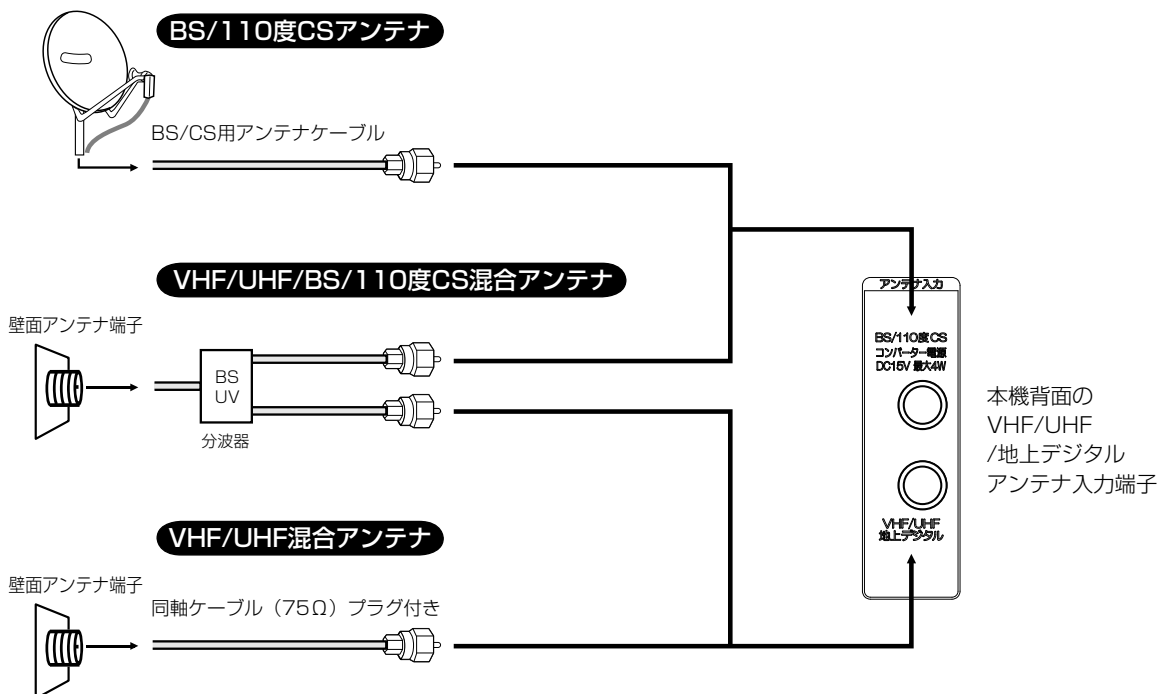 BS/110度CSアンテナ
BS/CS用アンテナケーブル
VHF/UHF/BS/110度CS混合アンテナ
壁面アンテナ端子
BS
UV
分波器
VHF/UHF混合アンテナ
壁面アンテナ端子
同軸ケーブル（75Ω）プラグ付き
アンテナ入力
BS/110度CS
コンバーター電源
DC15V 最大4W
VHF/UHF
地上デジタル
本機背面の
VHF/UHF
/地上デジタル
アンテナ入力端子